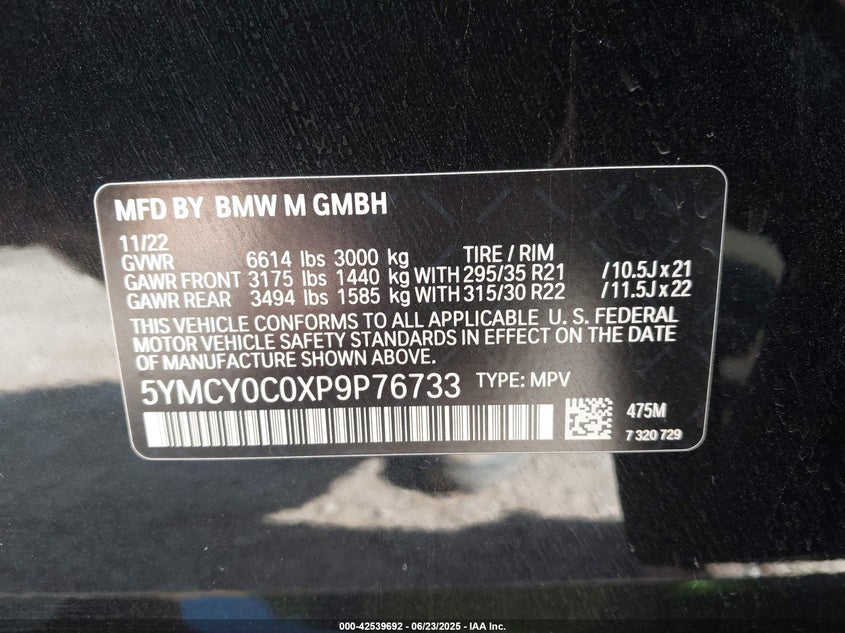 MFD BY BMW M GMBH
11/22
GVWR 6614 lbs 3000 kg TIRE / RIM
GAWR FRONT 3175 lbs 1440 kg WITH 295/35 R21 /10.5J x 21
GAWR REAR 3494 lbs 1585 kg WITH 315/30 R22 /11.5J x 22
THIS VEHICLE CONFORMS TO ALL APPLICABLE U. S. FEDERAL
MOTOR VEHICLE SAFETY STANDARDS IN EFFECT ON THE DATE
OF MANUFACTURE SHOWN ABOVE.
5YMCY0C0XP9P76733 TYPE: MPV
475M
7 320 729
000-42539692 - 06/23/2025 - IAA Inc.